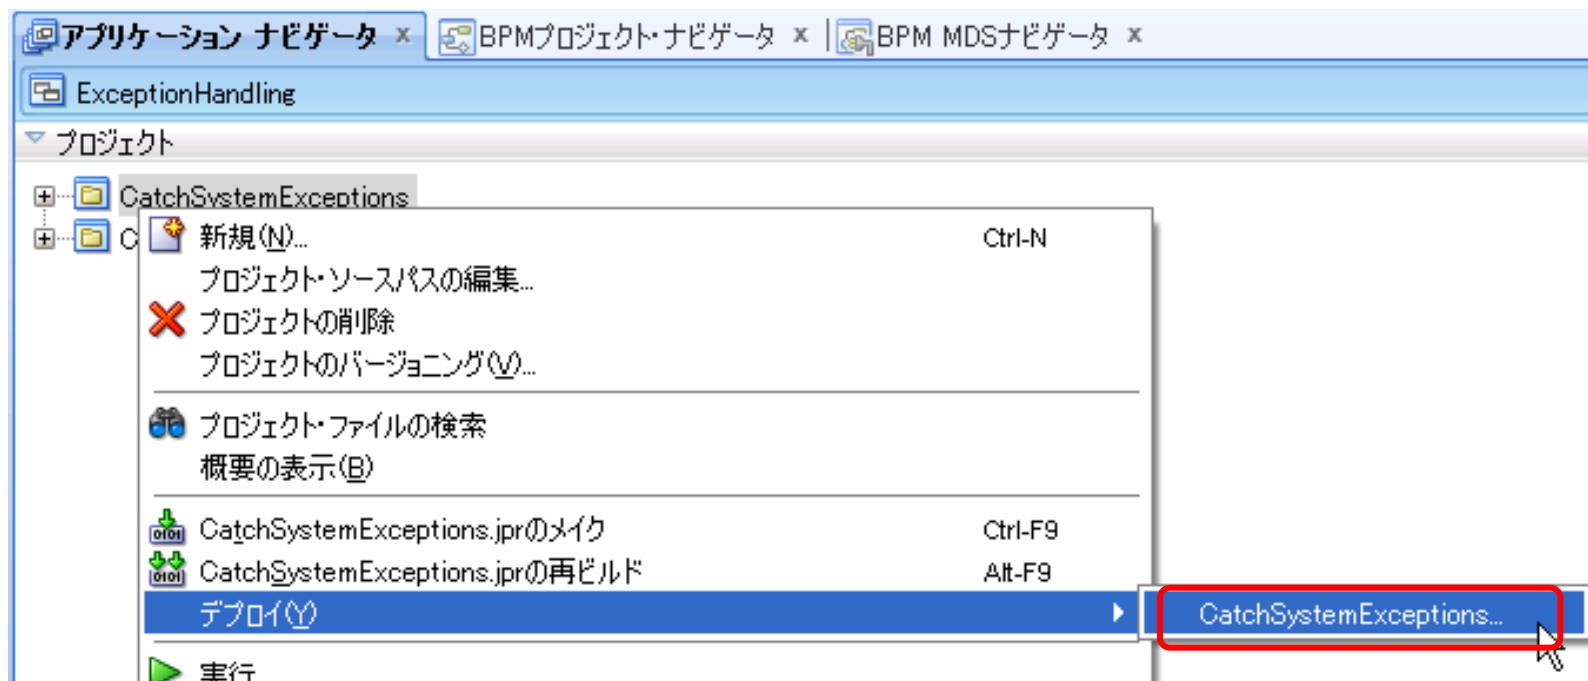 アプリケーション ナビゲータ x BPMプロジェクト・ナビゲータ x BPM MDSナビゲータ x
ExceptionHandling
プロジェクト
CatchSystemExceptions
C
新規(N)... Ctrl-N
プロジェクト・ソースパスの編集...
プロジェクトの削除
プロジェクトのバージョニング(V)...
プロジェクト・ファイルの検索
概要の表示(B)
CatchSystemExceptions.jprのメイク Ctrl-F9
CatchSystemExceptions.jprの再ビルド Alt-F9
デプロイ(Y) CatchSystemExceptions...
実行